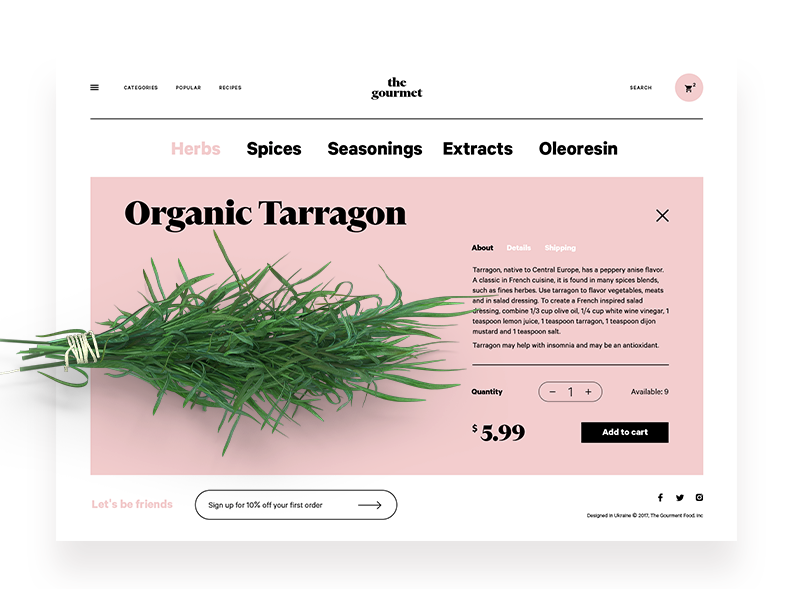 CATEGORIES
POPULAR
RECIPES
the
gourmet
SEARCH
2
Herbs
Spices
Seasonings
Extracts
Oleoresin
Organic Tarragon
About
Details
Shipping
Tarragon, native to Central Europe, has a peppery anise flavor.
A classic in French cuisine, it is found in many spices blends,
such as fines herbes. Use tarragon to flavor vegetables, meats
and in salad dressing. To create a French inspired salad
dressing, combine 1/3 cup olive oil, 1/4 cup white wine vinegar, 1
teaspoon lemon juice, 1 teaspoon tarragon, 1 teaspoon dijon
mustard and 1 teaspoon salt.
Tarragon may help with insomnia and may be an antioxidant.
Quantity
− 1 +
Available: 9
$ 5.99
Add to cart
Let's be friends
Sign up for 10% off your first order
Designed in Ukraine © 2017, The Gourment Food, Inc